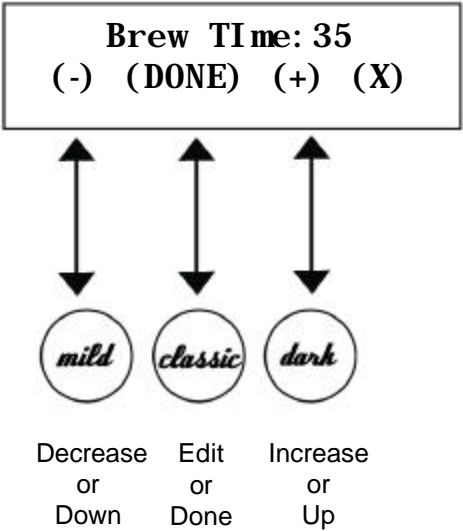 Brew TIme: 35
(-) (DONE) (+) (X)
mild classic dark
Decrease Edit Increase
or or or
Down Done Up